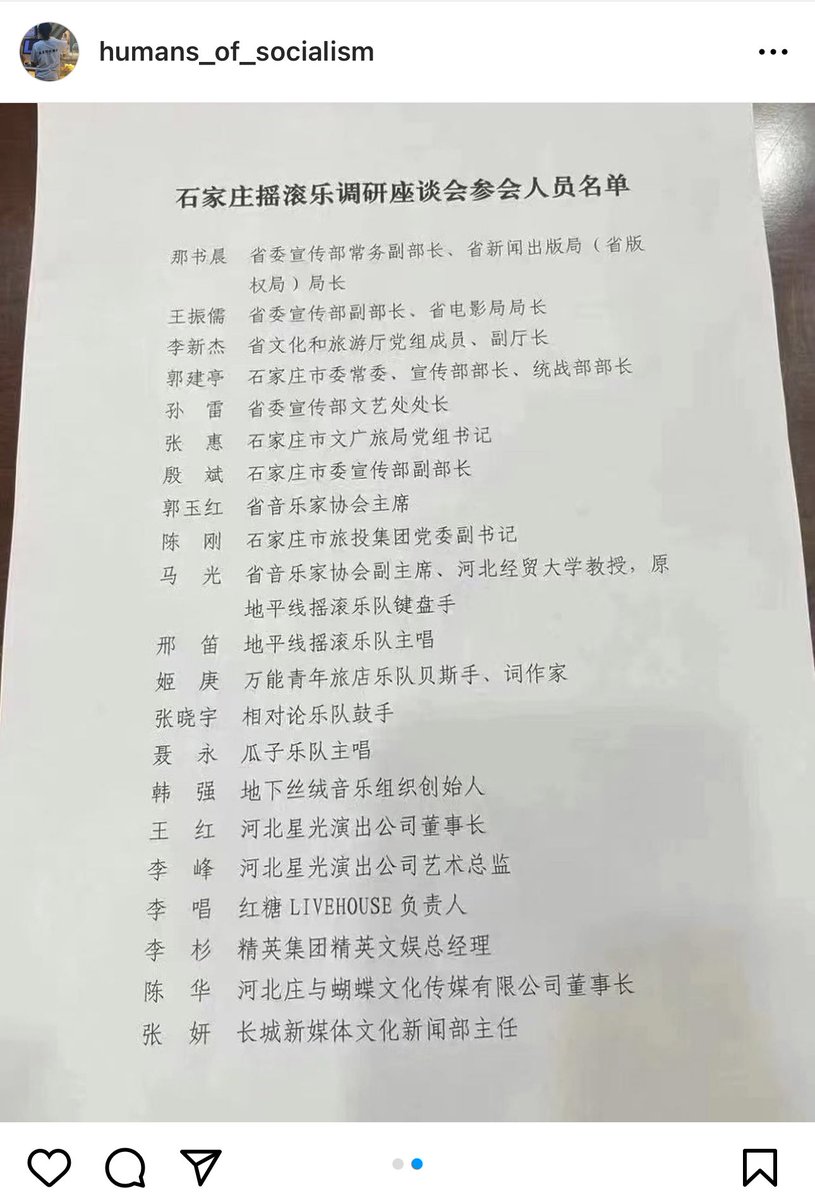 humans_of_socialism
石家庄摇滚乐调研座谈会参会人员名单
那书晨 省委宣传部常务副部长、省新闻出版局（省版
权局）局长
王振儒 省委宣传部副部长、省电影局局长
李新杰 省文化和旅游厅党组成员、副厅长
郭建亭 石家庄市委常委、宣传部部长、统战部部长
孙 雷 省委宣传部文艺处处长
张 惠 石家庄市文广旅局党组书记
殷 斌 石家庄市委宣传部副部长
郭玉红 省音乐家协会主席
陈 刚 石家庄市旅投集团党委副书记
马 光 省音乐家协会副主席、河北经贸大学教授，原
地平线摇滚乐队键盘手
邢 笛 地平线摇滚乐队主唱
姬 庚 万能青年旅店乐队贝斯手、词作家
张晓宇 相对论乐队鼓手
聂 永 瓜子乐队主唱
韩 强 地下丝绒音乐组织创始人
王 红 河北星光演出公司董事长
李 峰 河北星光演出公司艺术总监
李 唱 红糖LIVEHOUSE负责人
李 杉 精英集团精英文娱总经理
陈 华 河北庄与蝴蝶文化传媒有限公司董事长
张 妍 长城新媒体文化新闻部主任